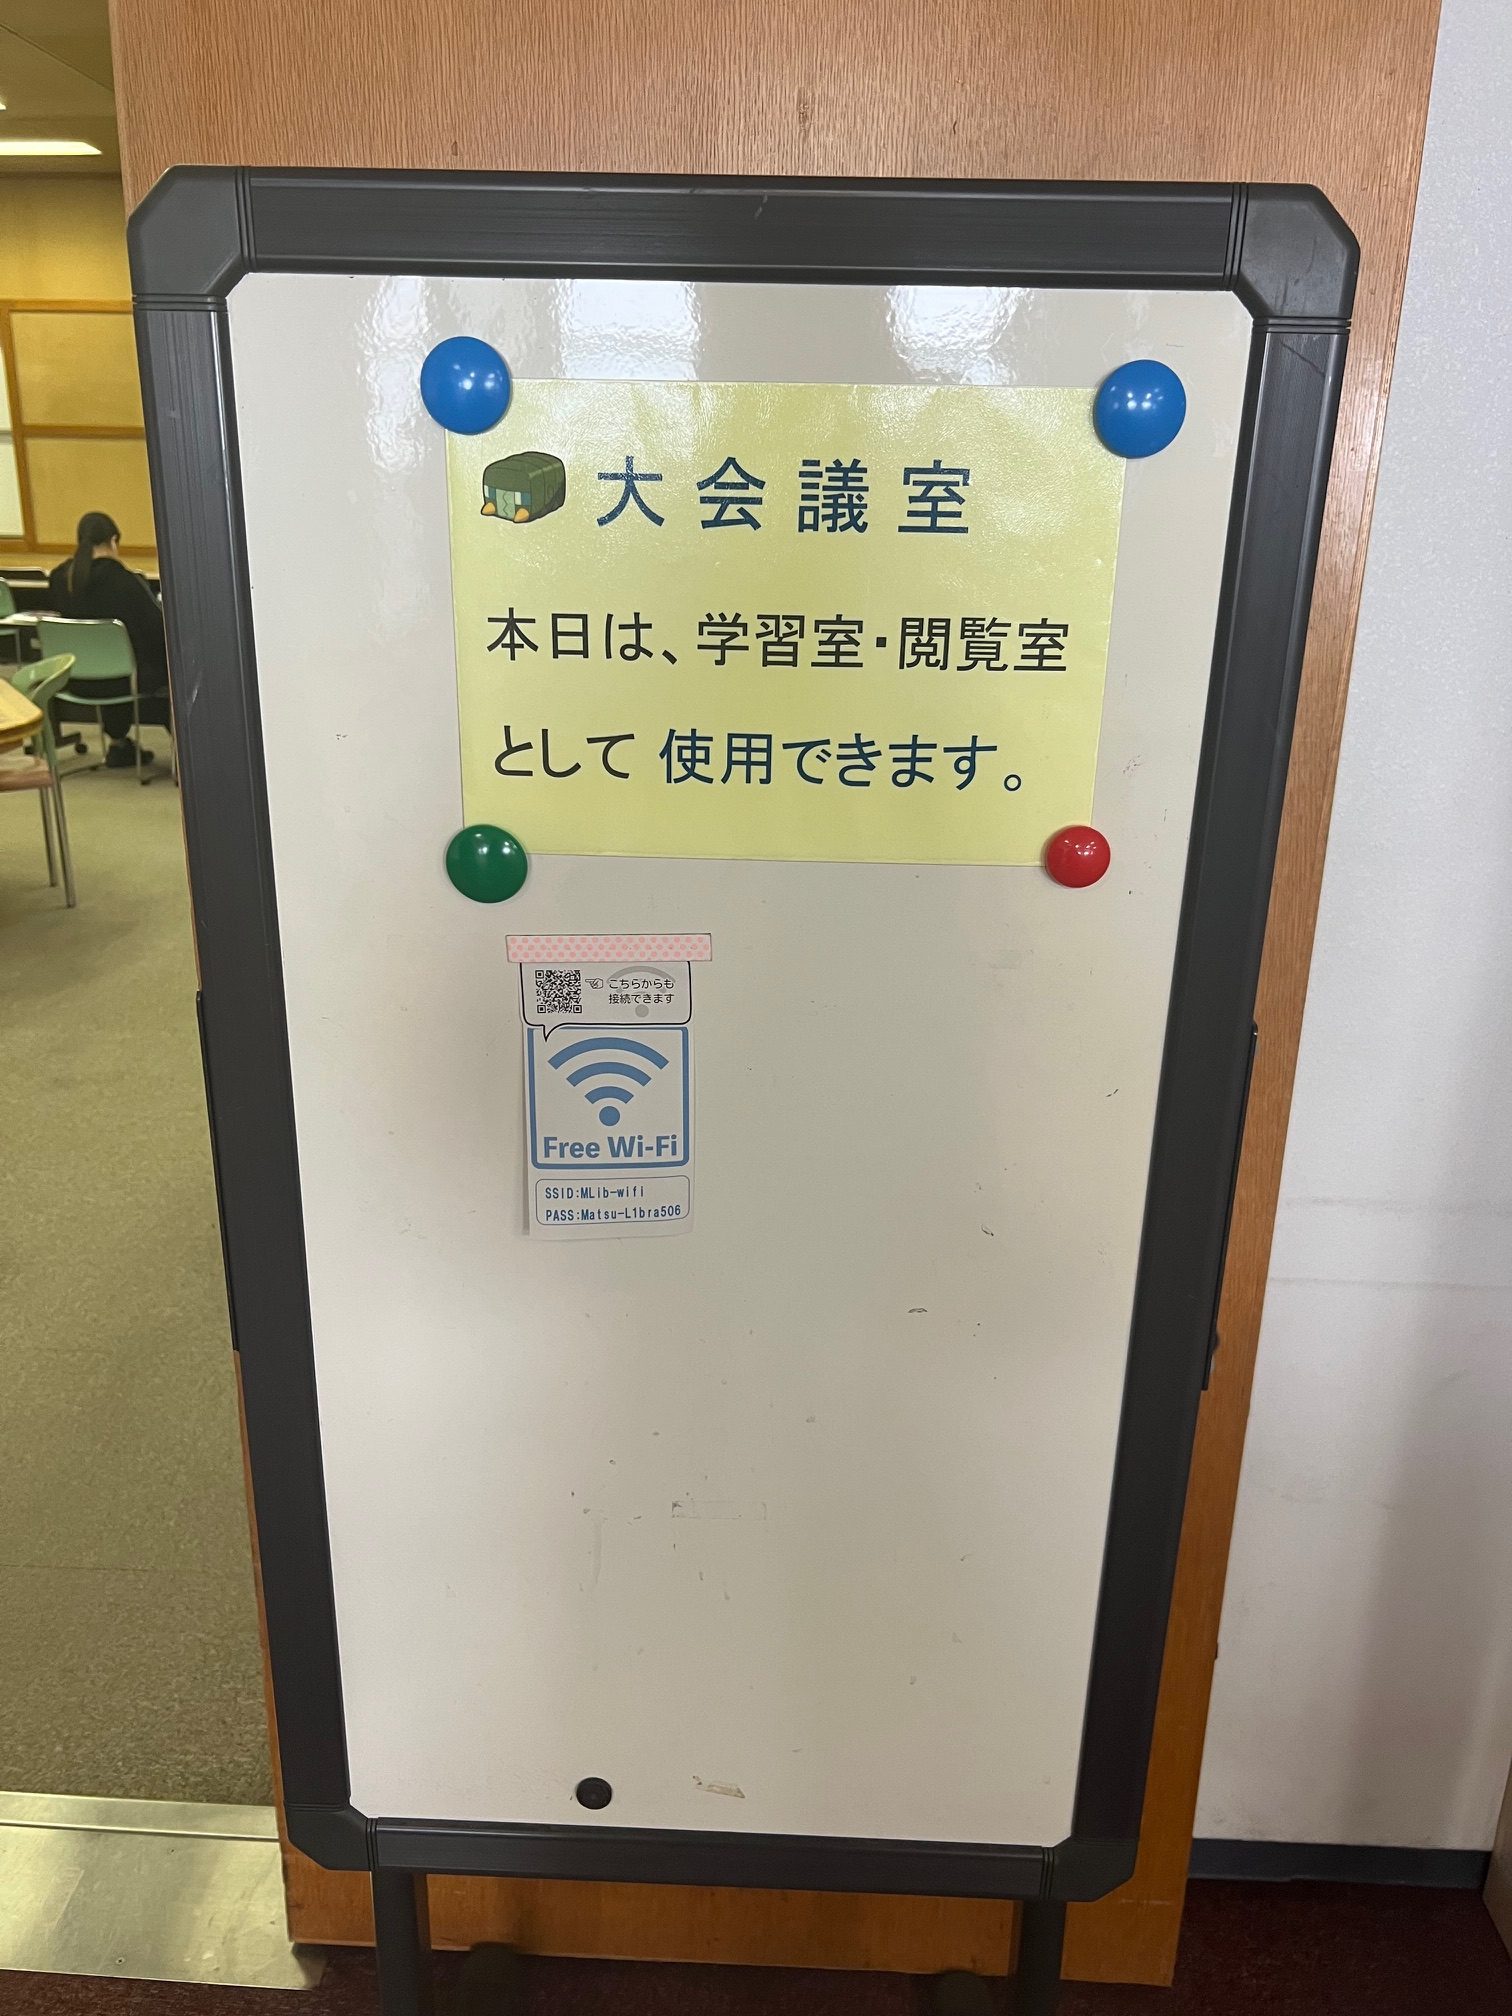 大会議室
本日は、学習室・閲覧室
として 使用できます。
☜ こちらからも
接続できます
Free Wi-Fi
SSID:MLib-wifi
PASS:Matsu-L1bra506